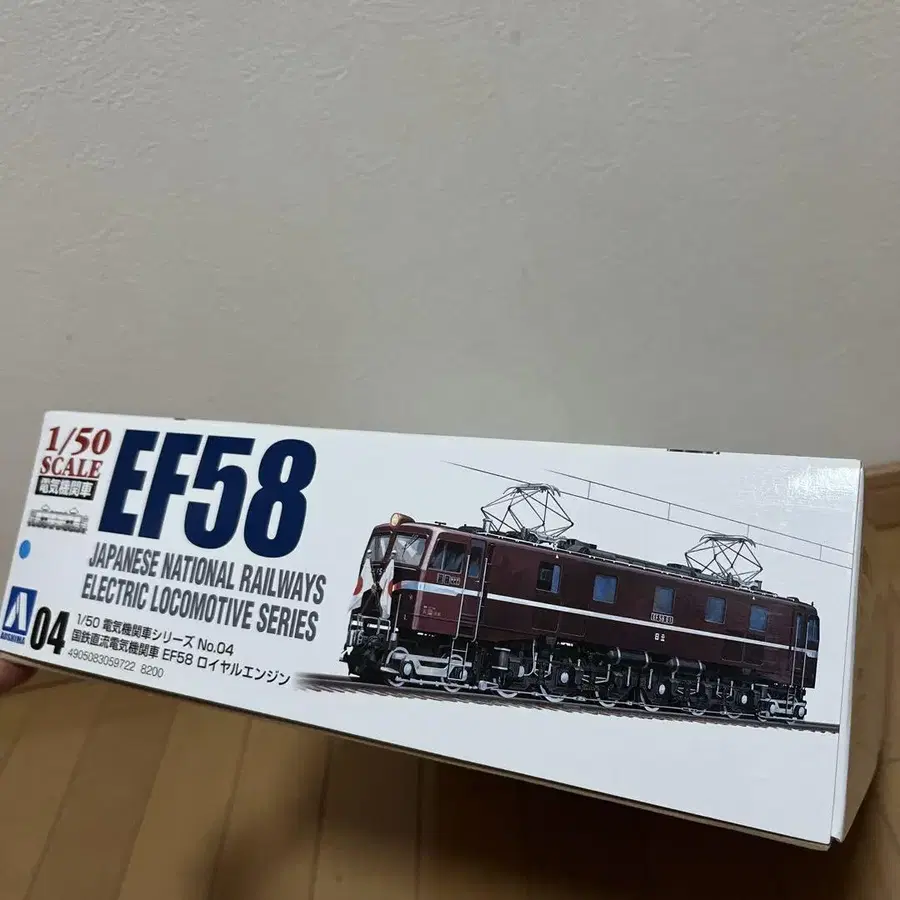 1/50
SCALE
電気機関車
EF58
JAPANESE NATIONAL RAILWAYS
ELECTRIC LOCOMOTIVE SERIES
AOSHIMA
04
1/50 電気機関車シリーズ No.04
国鉄直流電気機関車 EF58 ロイヤルエンジン
4905083059722 8200
EF58 61